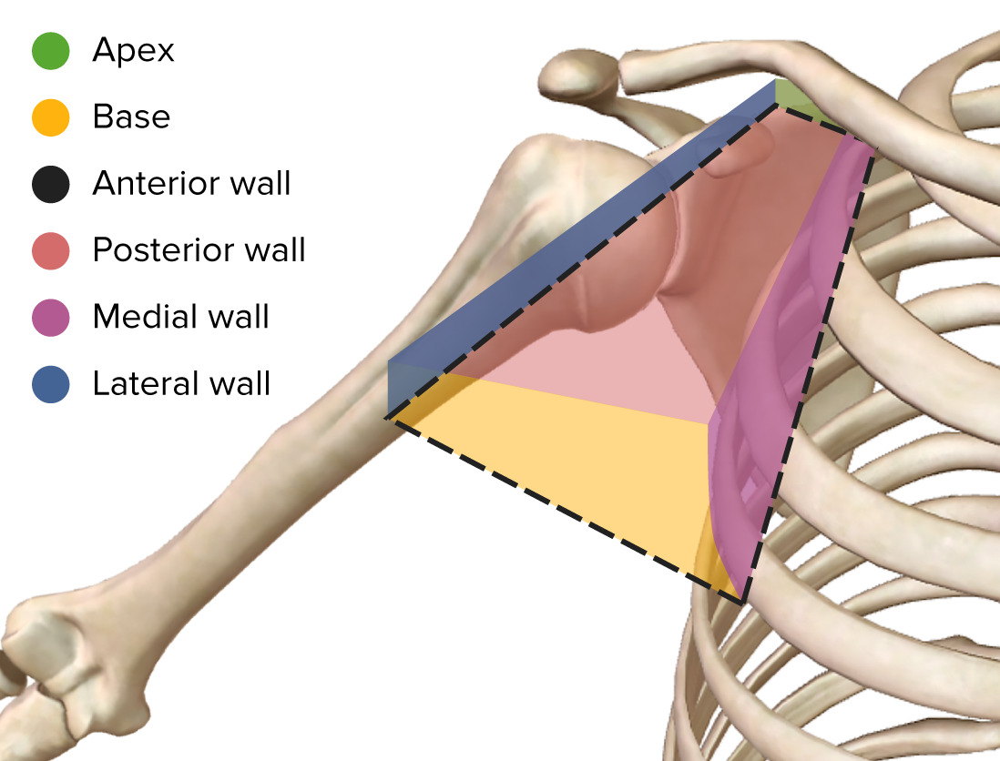 Apex
Base
Anterior wall
Posterior wall
Medial wall
Lateral wall